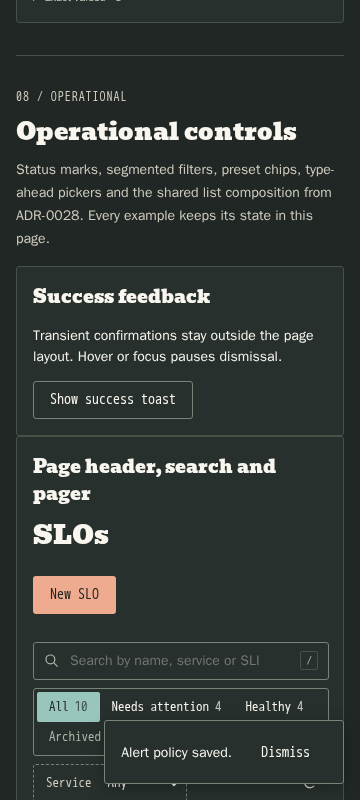 08 / OPERATIONAL
Operational controls
Status marks, segmented filters, preset chips, type-
ahead pickers and the shared list composition from
ADR-0028. Every example keeps its state in this
page.
Success feedback
Transient confirmations stay outside the page
layout. Hover or focus pauses dismissal.
Show success toast
Page header, search and
pager
SLOs
New SLO
Search by name, service or SLI /
All 10 Needs attention 4 Healthy 4
Archived
Alert policy saved. Dismiss
Service Any